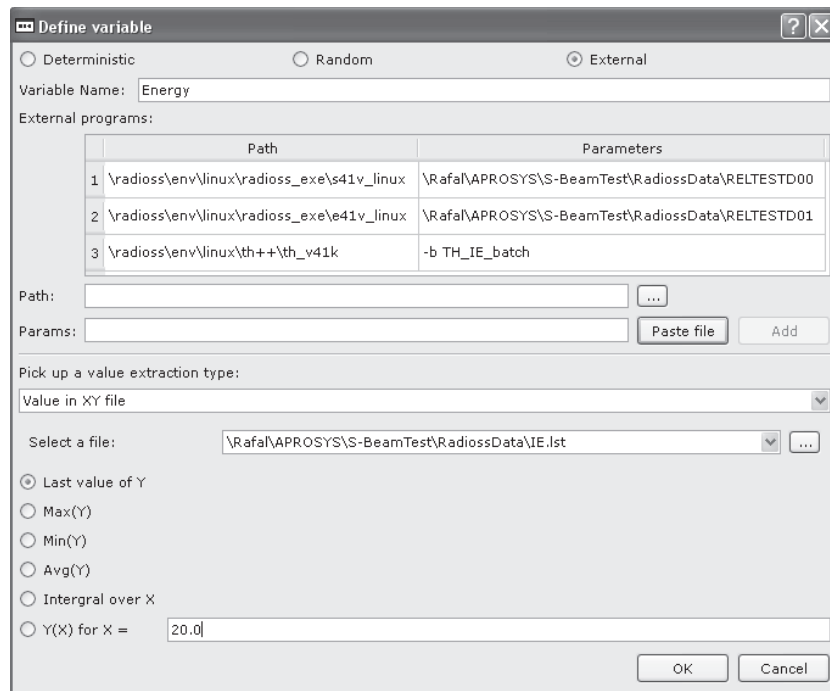 Define variable
Deterministic Random External
Variable Name: Energy
External programs:
Path Parameters
1 \radioss\env\linux\radioss_exe\s41v_linux \Rafal\APROSYS\S-BeamTest\RadiossData\RELTESTD00
2 \radioss\env\linux\radioss_exe\e41v_linux \Rafal\APROSYS\S-BeamTest\RadiossData\RELTESTD01
3 \radioss\env\linux\th++\th_v41k -b TH_IE_batch
Path: ...
Params: Paste file Add
Pick up a value extraction type:
Value in XY file
Select a file: \Rafal\APROSYS\S-BeamTest\RadiossData\IE.lst ...
Last value of Y
Max(Y)
Min(Y)
Avg(Y)
Intergral over X
Y(X) for X = 20.0
OK Cancel